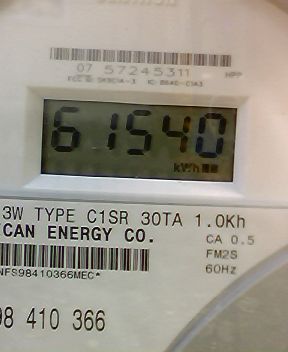 07 57245311 HPP
61540
kWh
3W TYPE C1SR 30TA 1.0Kh
CAN ENERGY CO.
CA 0.5
FM2S
NFS98410366MEC*
60Hz
98 410 366